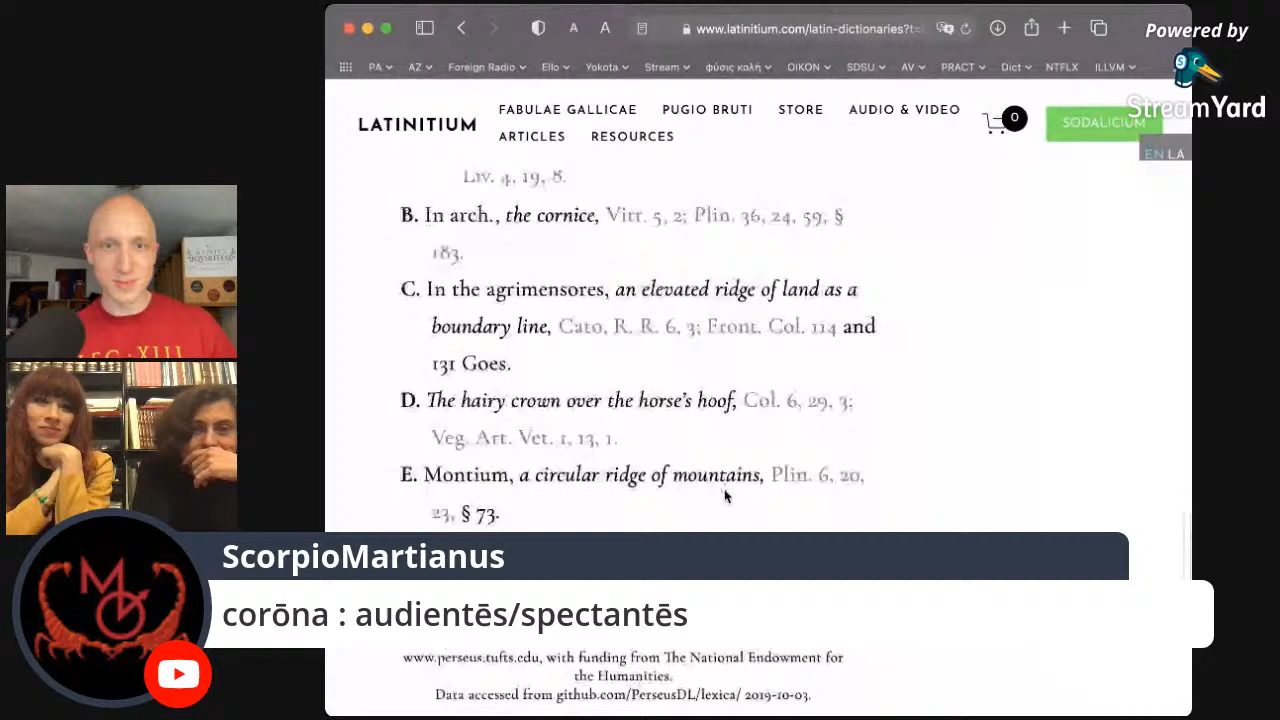 Powered by
StreamYard
www.latinitium.com/latin-dictionaries?t=
PA AZ Foreign Radio Ello Yokota Stream φύσις καλή OIKON SDSU AV PRACT Dict NTFLX ILLVM
LATINITIUM
FABULAE GALLICAE PUGIO BRUTI STORE AUDIO & VIDEO
ARTICLES RESOURCES
0
SODALICIUM
EN LA
Liv. 4, 19, 8.
B. In arch., the cornice, Vitr. 5, 2; Plin. 36, 24, 59, §
183.
C. In the agrimensores, an elevated ridge of land as a
boundary line, Cato, R. R. 6, 3; Front. Col. 114 and
131 Goes.
D. The hairy crown over the horse's hoof, Col. 6, 29, 3;
Veg. Art. Vet. 1, 13, 1.
E. Montium, a circular ridge of mountains, Plin. 6, 20,
23, § 73.
LEG·XIII
ScorpioMartianus
corōna : audientēs/spectantēs
www.perseus.tufts.edu, with funding from The National Endowment for
the Humanities.
Data accessed from github.com/PerseusDL/lexica/ 2019-10-03.